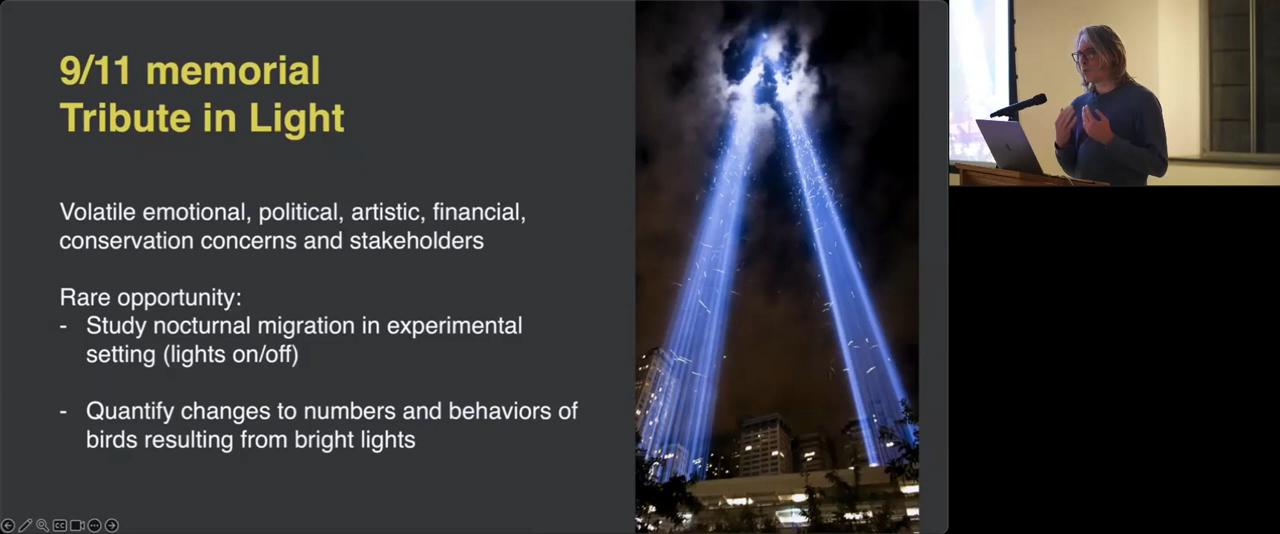 9/11 memorial
Tribute in Light
Volatile emotional, political, artistic, financial,
conservation concerns and stakeholders
Rare opportunity:
- Study nocturnal migration in experimental
setting (lights on/off)
- Quantify changes to numbers and behaviors of
birds resulting from bright lights